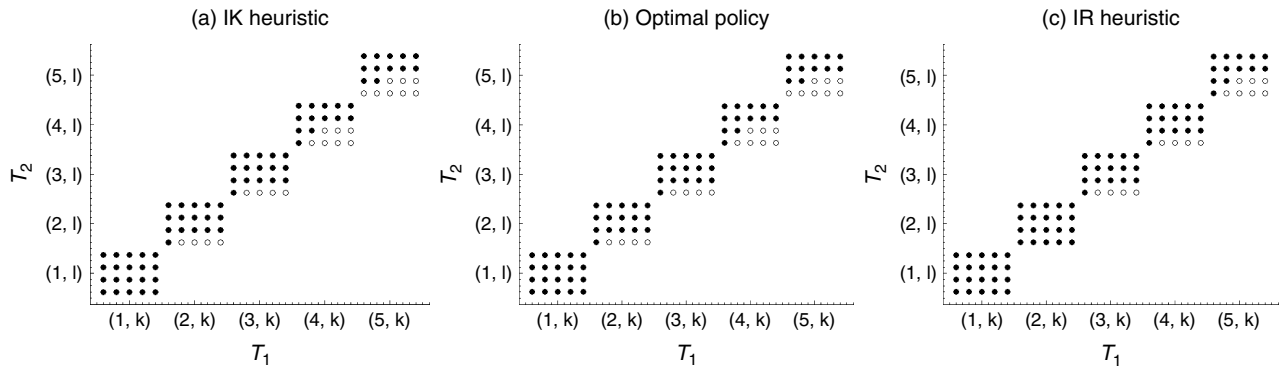 (a) IK heuristic
(b) Optimal policy
(c) IR heuristic
(5, l)
(4, l)
(3, l)
(2, l)
(1, l)
T2
(1, k) (2, k) (3, k) (4, k) (5, k)
T1
(5, l)
(4, l)
(3, l)
(2, l)
(1, l)
T2
(1, k) (2, k) (3, k) (4, k) (5, k)
T1
(5, l)
(4, l)
(3, l)
(2, l)
(1, l)
T2
(1, k) (2, k) (3, k) (4, k) (5, k)
T1